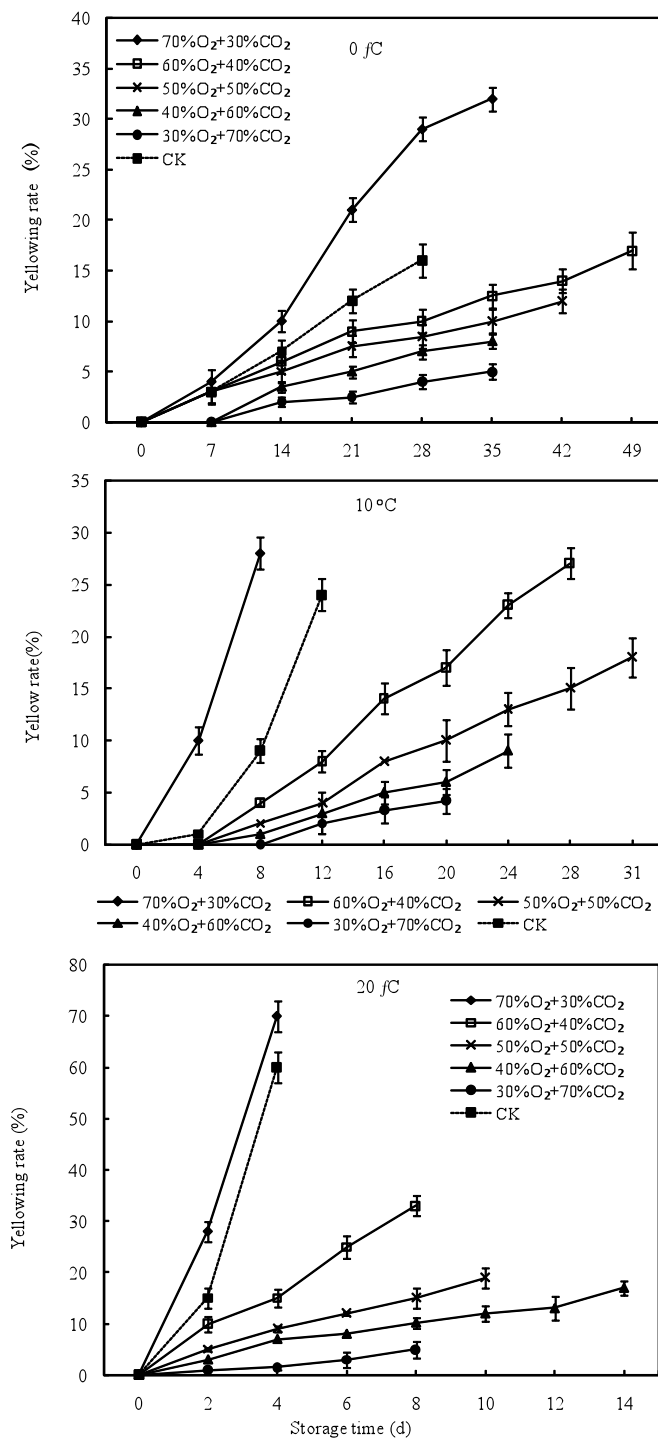 40
35
30
25
20
15
10
5
0
Yellowing rate (%)
0 ƒC
70%O₂+30%CO₂
60%O₂+40%CO₂
50%O₂+50%CO₂
40%O₂+60%CO₂
30%O₂+70%CO₂
CK
0 7 14 21 28 35 42 49
35
30
25
20
15
10
5
0
Yellow rate(%)
10°C
0 4 8 12 16 20 24 28 31
70%O₂+30%CO₂ 60%O₂+40%CO₂ 50%O₂+50%CO₂
40%O₂+60%CO₂ 30%O₂+70%CO₂ CK
80
70
60
50
40
30
20
10
0
Yellowing rate (%)
20 ƒC
70%O₂+30%CO₂
60%O₂+40%CO₂
50%O₂+50%CO₂
40%O₂+60%CO₂
30%O₂+70%CO₂
CK
0 2 4 6 8 10 12 14
Storage time (d)